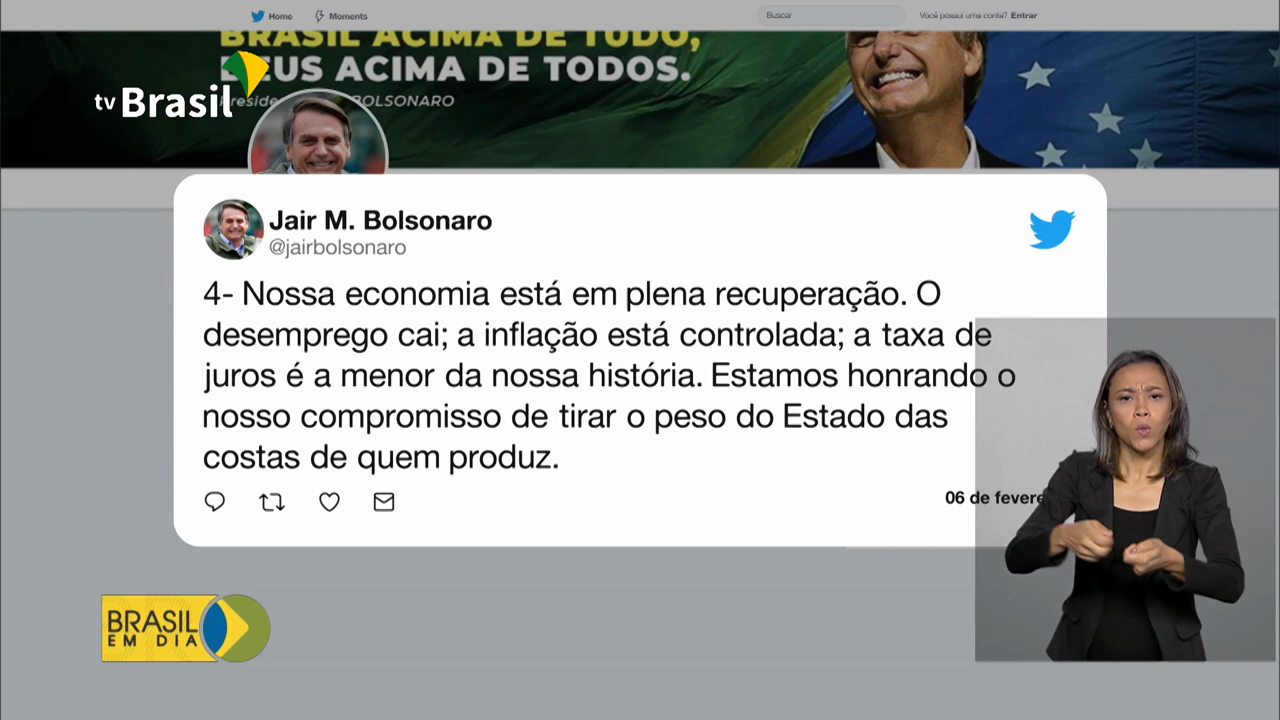 Home
Moments
Buscar
Você possui uma conta? Entrar
BRASIL ACIMA DE TUDO,
DEUS ACIMA DE TODOS.
BOLSONARO
tv Brasil
Jair M. Bolsonaro
@jairbolsonaro
4- Nossa economia está em plena recuperação. O
desemprego cai; a inflação está controlada; a taxa de
juros é a menor da nossa história. Estamos honrando o
nosso compromisso de tirar o peso do Estado das
costas de quem produz.
06 de fevere
BRASIL
EM DIA